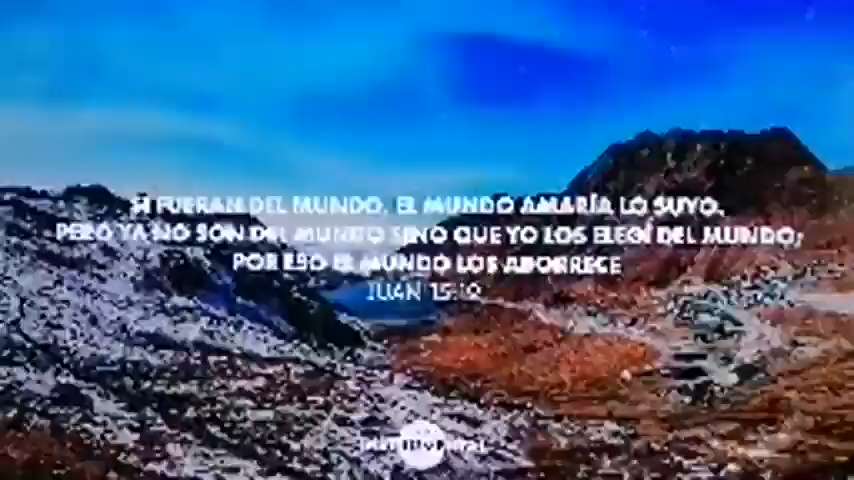 SI FUERAN DEL MUNDO, EL MUNDO AMARÍA LO SUYO,
PERO YA NO SON DEL MUNDO SINO QUE YO LOS ELEGÍ DEL MUNDO;
POR ESO EL MUNDO LOS ABORRECE
JUAN 15:19